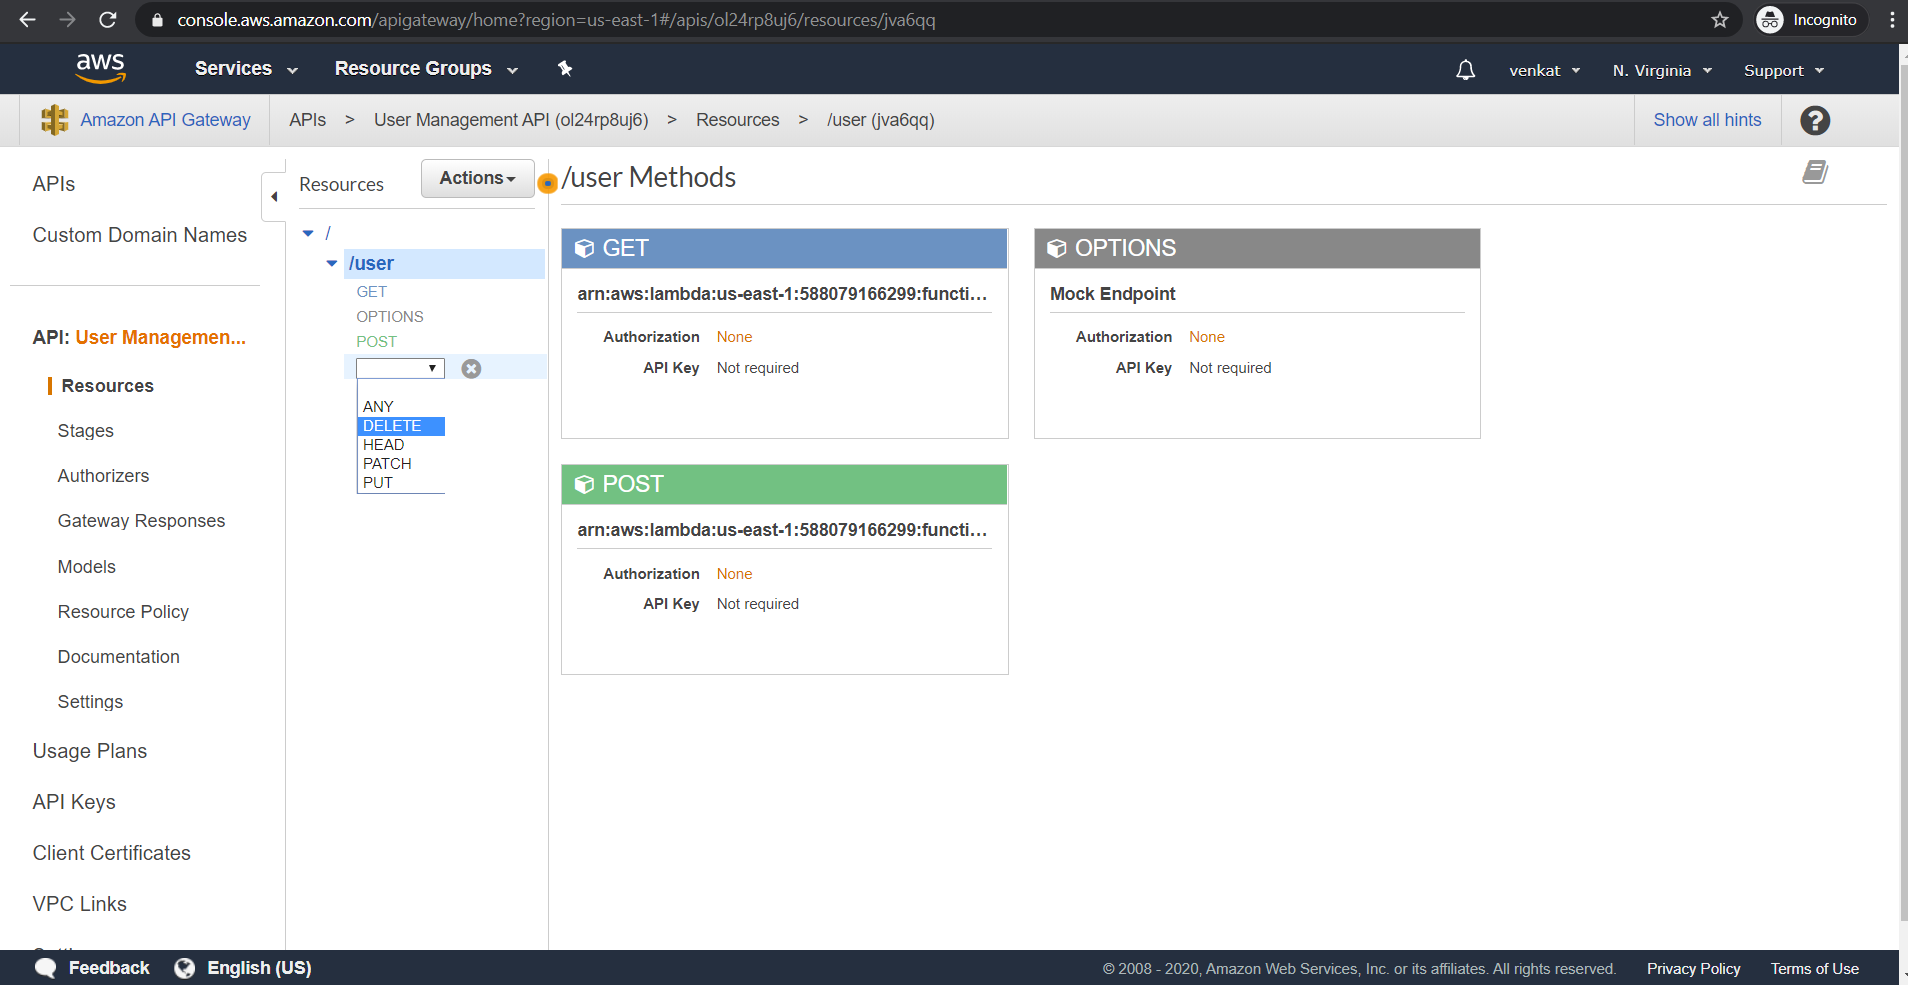 console.aws.amazon.com/apigateway/home?region=us-east-1#/apis/ol24rp8uj6/resources/jva6qq
Incognito
aws
Services
Resource Groups
venkat
N. Virginia
Support
Amazon API Gateway
APIs > User Management API (ol24rp8uj6) > Resources > /user (jva6qq)
Show all hints
?
APIs
Custom Domain Names
API: User Managemen...
Resources
Stages
Authorizers
Gateway Responses
Models
Resource Policy
Documentation
Settings
Usage Plans
API Keys
Client Certificates
VPC Links
Resources
Actions
/
/user
GET
OPTIONS
POST
ANY
DELETE
HEAD
PATCH
PUT
/user Methods
GET
arn:aws:lambda:us-east-1:588079166299:functi...
Authorization None
API Key Not required
OPTIONS
Mock Endpoint
Authorization None
API Key Not required
POST
arn:aws:lambda:us-east-1:588079166299:functi...
Authorization None
API Key Not required
Feedback
English (US)
© 2008 - 2020, Amazon Web Services, Inc. or its affiliates. All rights reserved.
Privacy Policy
Terms of Use